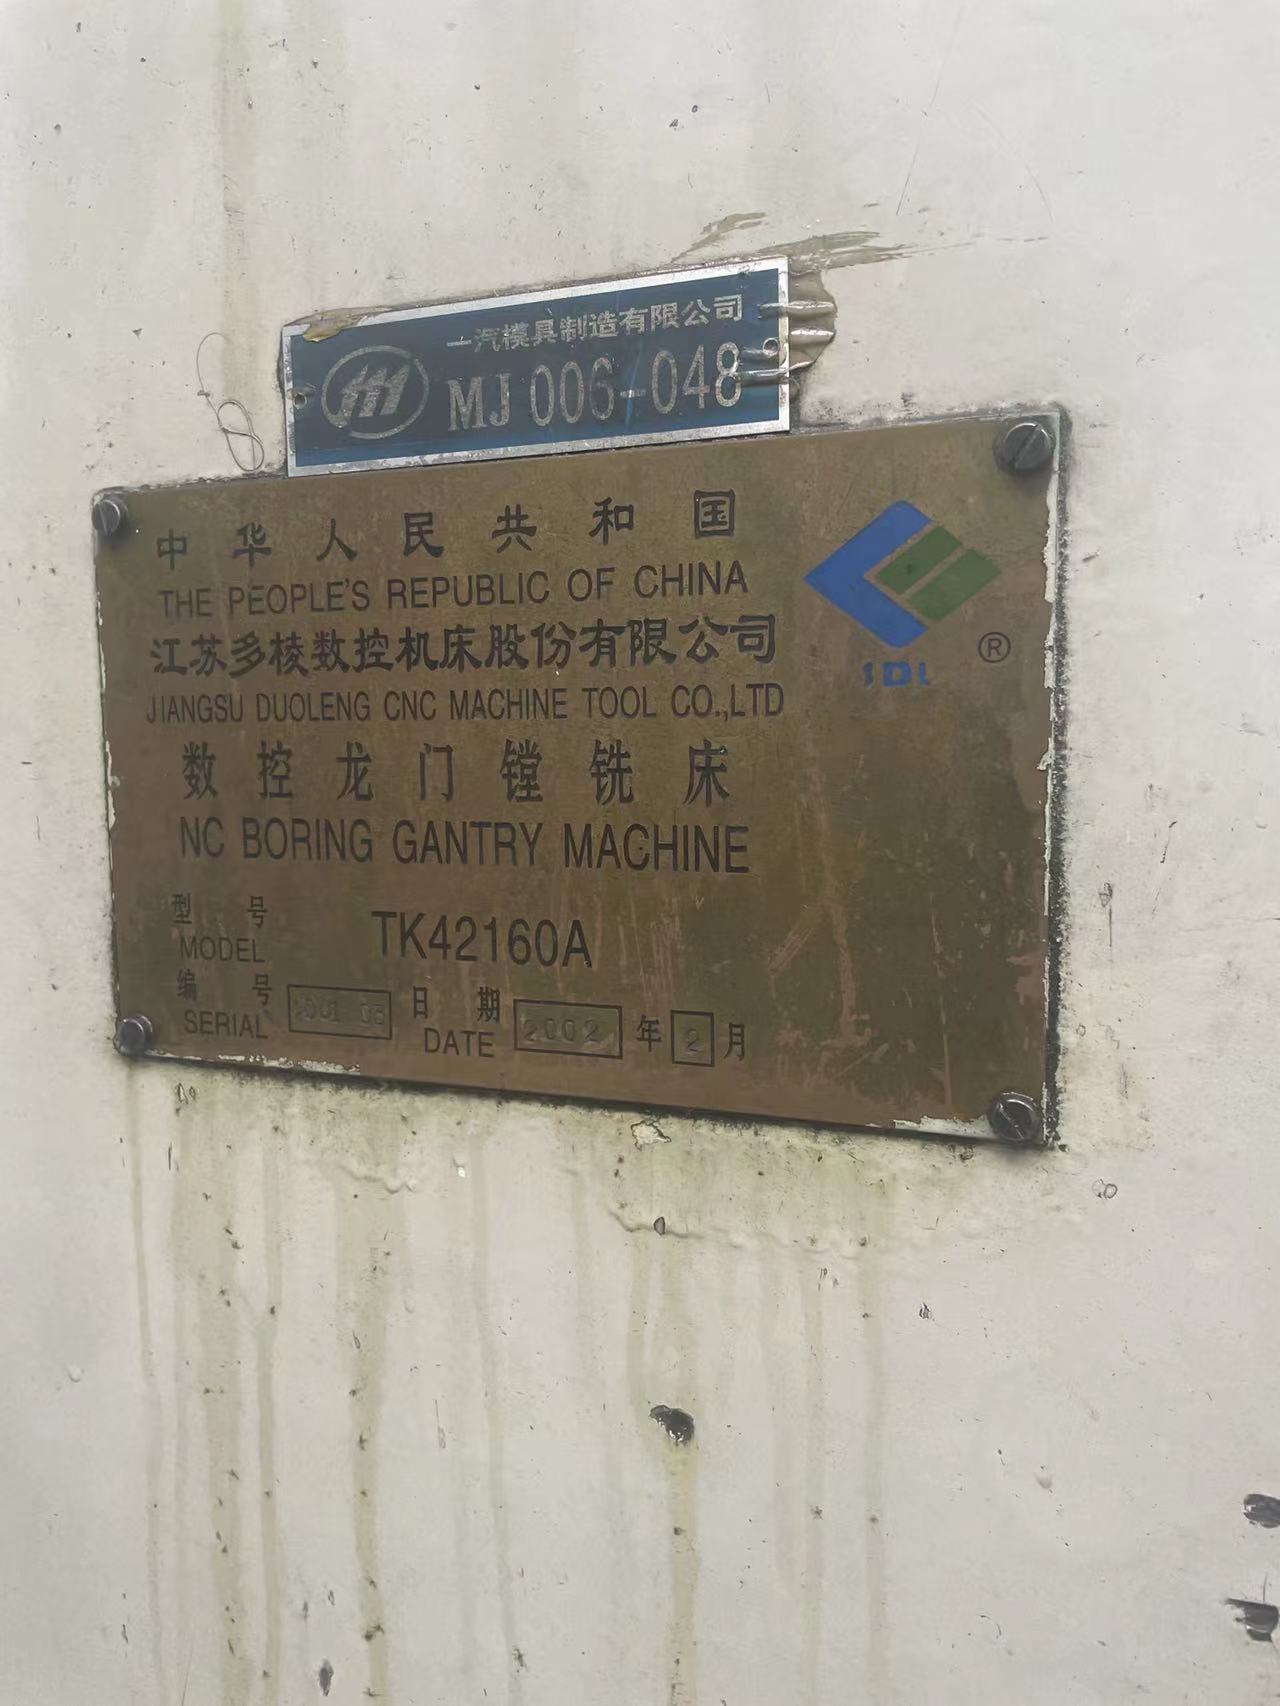 一汽模具制造有限公司
MJ 006-048
中华人民共和国
THE PEOPLE'S REPUBLIC OF CHINA
江苏多棱数控机床股份有限公司
JIANGSU DUOLENG CNC MACHINE TOOL CO.,LTD
®
数控龙门镗铣床
NC BORING GANTRY MACHINE
型号
MODEL TK42160A
编号 日期 2002 年 2 月
SERIAL DATE